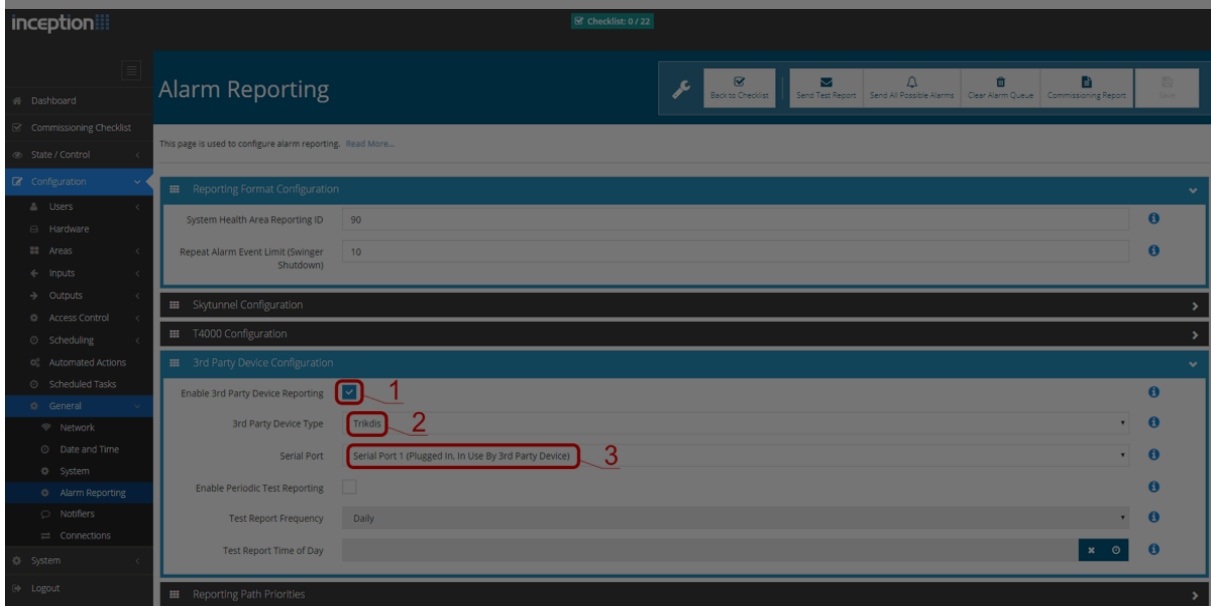 inception
Checklist: 0 / 22
Dashboard
Commissioning Checklist
State / Control
Configuration
Users
Hardware
Areas
Inputs
Outputs
Access Control
Scheduling
Automated Actions
Scheduled Tasks
General
Network
Date and Time
System
Alarm Reporting
Notifiers
Connections
System
Logout
Alarm Reporting
Back to Checklist
Send Test Report
Send All Possible Alarms
Clear Alarm Queue
Commissioning Report
Save
This page is used to configure alarm reporting. Read More...
Reporting Format Configuration
System Health Area Reporting ID 90
Repeat Alarm Event Limit (Swinger
Shutdown) 10
Skytunnel Configuration
T4000 Configuration
3rd Party Device Configuration
Enable 3rd Party Device Reporting 1
3rd Party Device Type Trikdis 2
Serial Port Serial Port 1 (Plugged In, In Use By 3rd Party Device) 3
Enable Periodic Test Reporting
Test Report Frequency Daily
Test Report Time of Day
Reporting Path Priorities